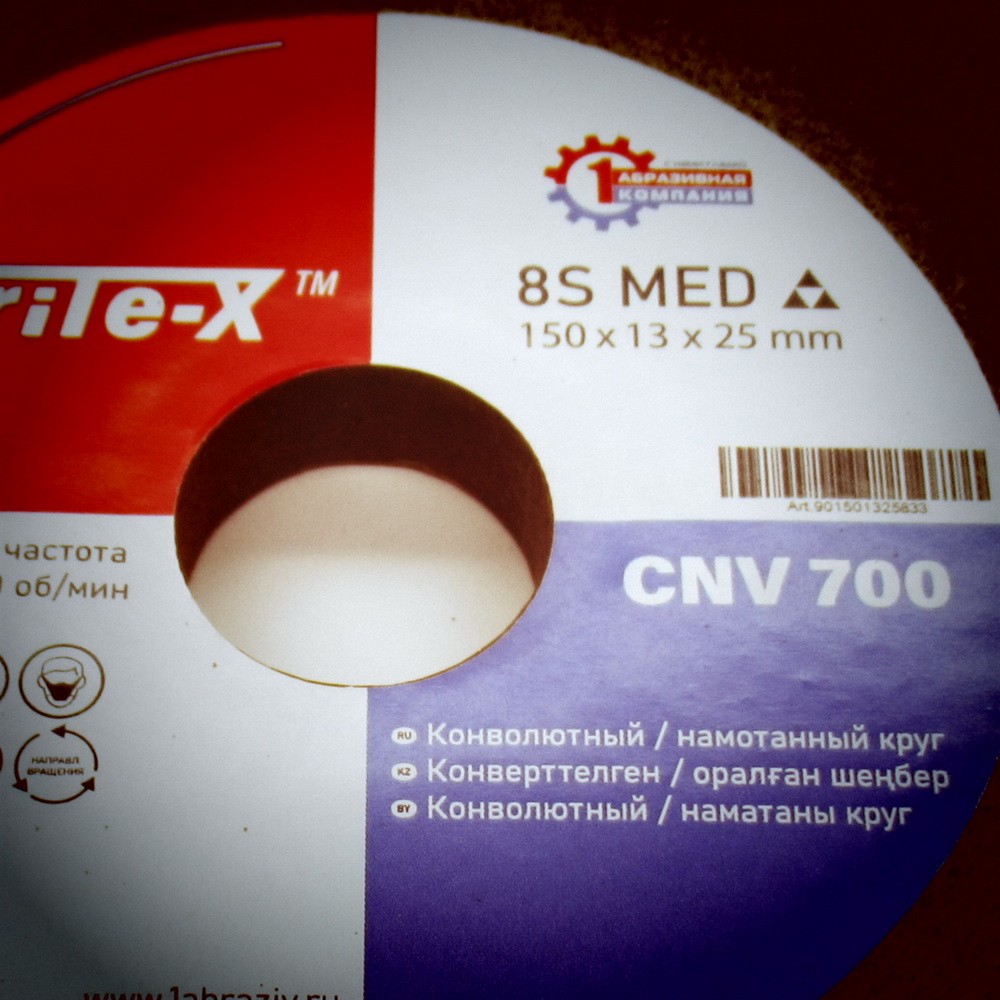 1 АБРАЗИВНАЯ
КОМПАНИЯ
8S MED
150 x 13 x 25 mm
riTe-X™
Art. 901501325833
CNV 700
частота
об/мин
НАПРАВЛ.
ВРАЩЕНИЯ
RU Конволютный / намотанный круг
KZ Конверттелген / оралған шеңбер
BY Конволютный / наматаны круг
www.1abraziv.ru